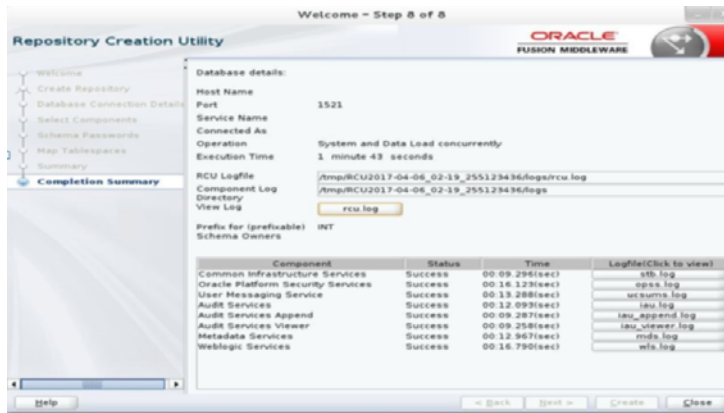 Welcome - Step 8 of 8
Repository Creation Utility
ORACLE
FUSION MIDDLEWARE
Welcome
Create Repository
Database Connection Details
Select Components
Schema Passwords
Map Tablespaces
Summary
Completion Summary
Database details:
Host Name
Port 1521
Service Name
Connected As
Operation System and Data Load concurrently
Execution Time 1 minute 43 seconds
RCU Logfile /tmp/RCU2017-04-06_02-19_255123436/logs/rcu.log
Component Log Directory /tmp/RCU2017-04-06_02-19_255123436/logs
View Log rcu.log
Prefix for (prefixable) Schema Owners INT
Component Status Time Logfile(Click to view)
Common Infrastructure Services Success 00:09.296(sec) stb.log
Oracle Platform Security Services Success 00:16.123(sec) opss.log
User Messaging Service Success 00:13.288(sec) ucsums.log
Audit Services Success 00:12.093(sec) iau.log
Audit Services Append Success 00:09.287(sec) iau_append.log
Audit Services Viewer Success 00:09.258(sec) iau_viewer.log
Metadata Services Success 00:12.967(sec) mds.log
Weblogic Services Success 00:16.790(sec) wls.log
Help
< Back
Next >
Create
Close